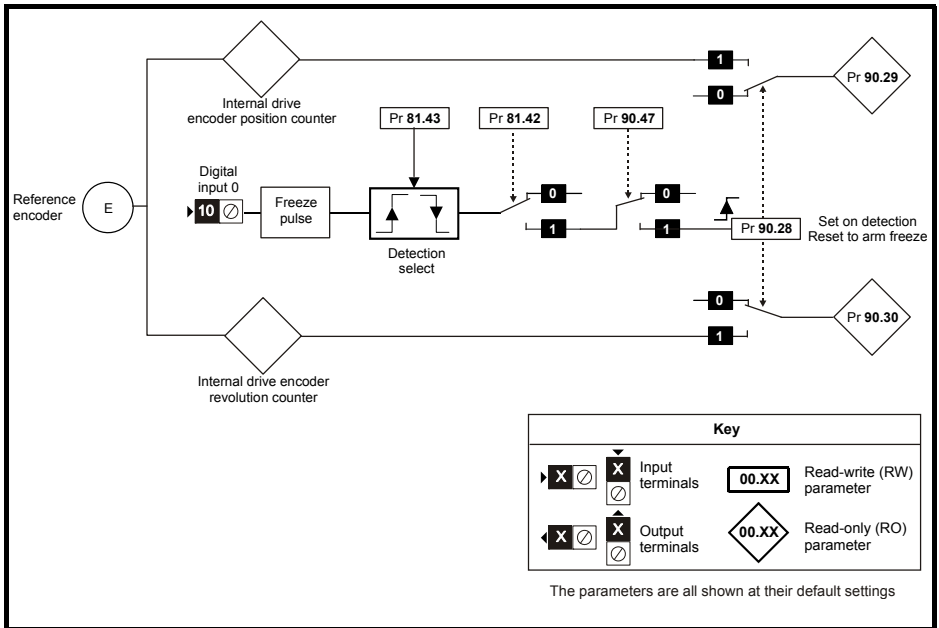 1
0
Pr 90.29
Internal drive
encoder position counter
Pr 81.43
Pr 81.42
Pr 90.47
Digital
input 0
Reference
encoder
E
10
Freeze
pulse
0
1
0
1
Pr 90.28
Set on detection
Reset to arm freeze
Detection
select
0
1
Pr 90.30
Internal drive encoder
revolution counter
Key
X
X
Input
terminals
00.XX
Read-write (RW)
parameter
X
X
Output
terminals
00.XX
Read-only (RO)
parameter
The parameters are all shown at their default settings